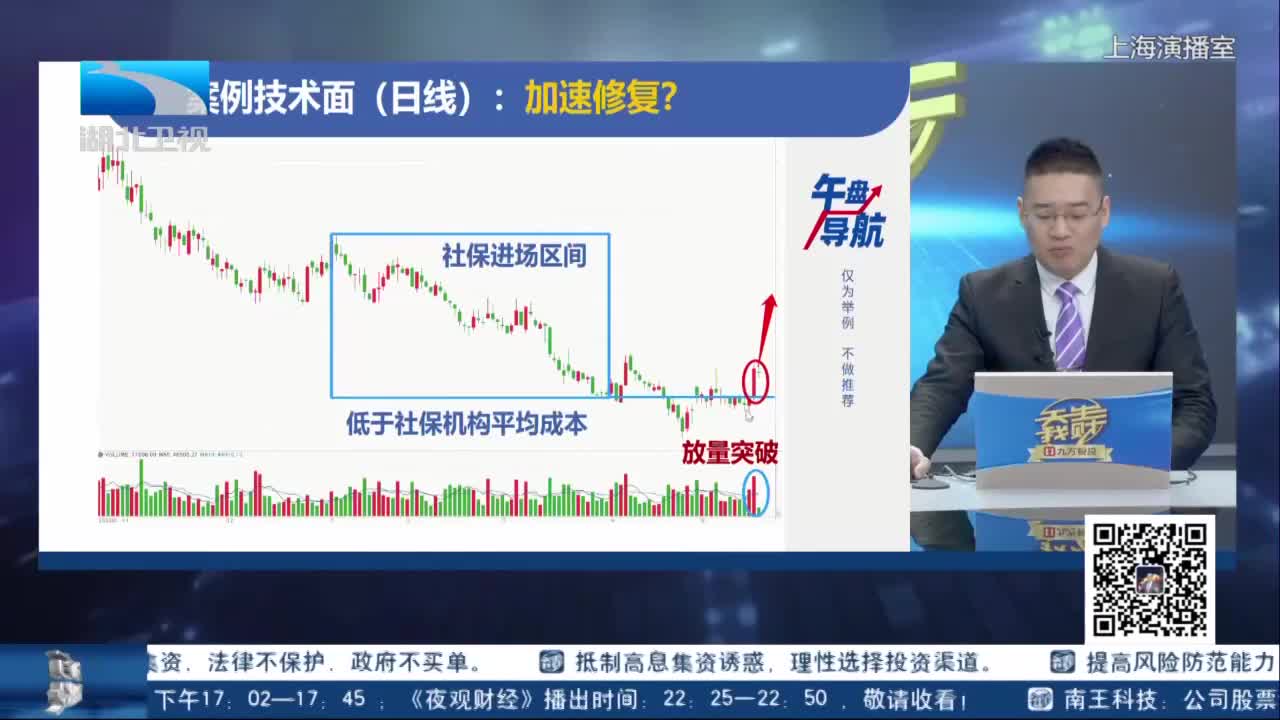 上海演播室
案例技术面（日线）：加速修复？
湖北卫视
午盘
导航
仅为举例 不做推荐
社保进场区间
低于社保机构平均成本
放量突破
天生我财
九方智投
集资，法律不保护，政府不买单。 抵制高息集资诱惑，理性选择投资渠道。 提高风险防范能力
下午17：02—17：45；《夜观财经》播出时间：22：25—22：50，敬请收看！ 南王科技：公司股票